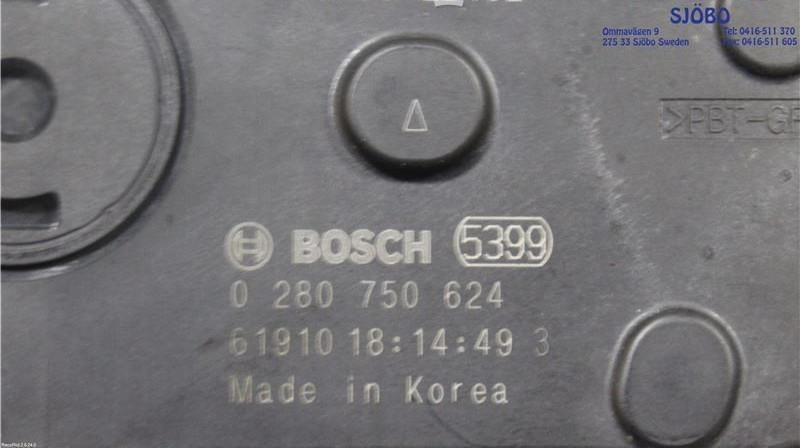 SJÖBO
Ommavägen 9 Tel: 0416-511 370
275 33 Sjöbo Sweden Fax: 0416-511 605
>PBT-GF
BOSCH 5399
0 280 750 624
61910 18:14:49 3
Made in Korea